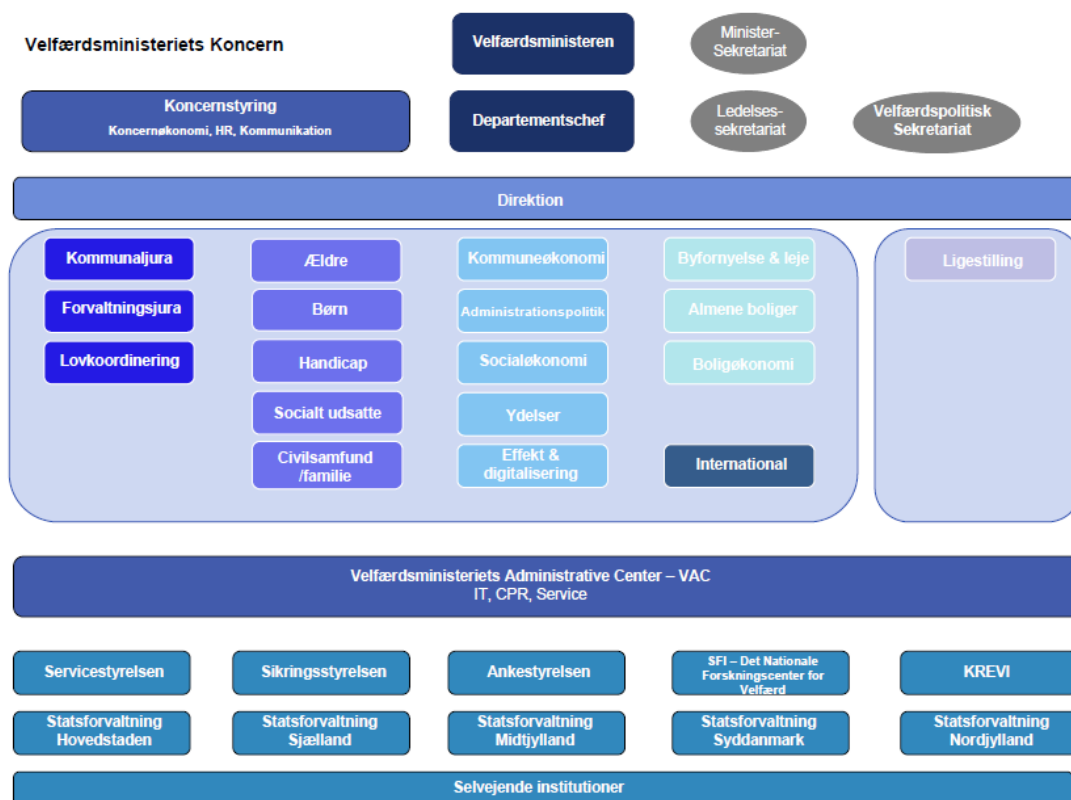 Velfærdsministeriets Koncern
Velfærdsministeren
Minister-
Sekretariat
Koncernstyring
Koncernøkonomi, HR, Kommunikation
Departementschef
Ledelses-
sekretariat
Velfærdspolitisk
Sekretariat
Direktion
Kommunaljura
Forvaltningsjura
Lovkoordinering
Ældre
Børn
Handicap
Socialt udsatte
Civilsamfund
/familie
Kommuneøkonomi
Administrationspolitik
Socialøkonomi
Ydelser
Effekt &
digitalisering
Byfornyelse & leje
Almene boliger
Boligøkonomi
International
Ligestilling
Velfærdsministeriets Administrative Center – VAC
IT, CPR, Service
Servicestyrelsen
Sikringsstyrelsen
Ankestyrelsen
SFI – Det Nationale
Forskningscenter for
Velfærd
KREVI
Statsforvaltning
Hovedstaden
Statsforvaltning
Sjælland
Statsforvaltning
Midtjylland
Statsforvaltning
Syddanmark
Statsforvaltning
Nordjylland
Selvejende institutioner